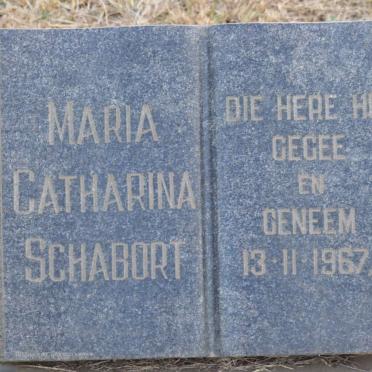 MARIA
CATHARINA
SCHABORT
DIE HERE HE
GEGEE
EN
GENEEM
13·11·1967.